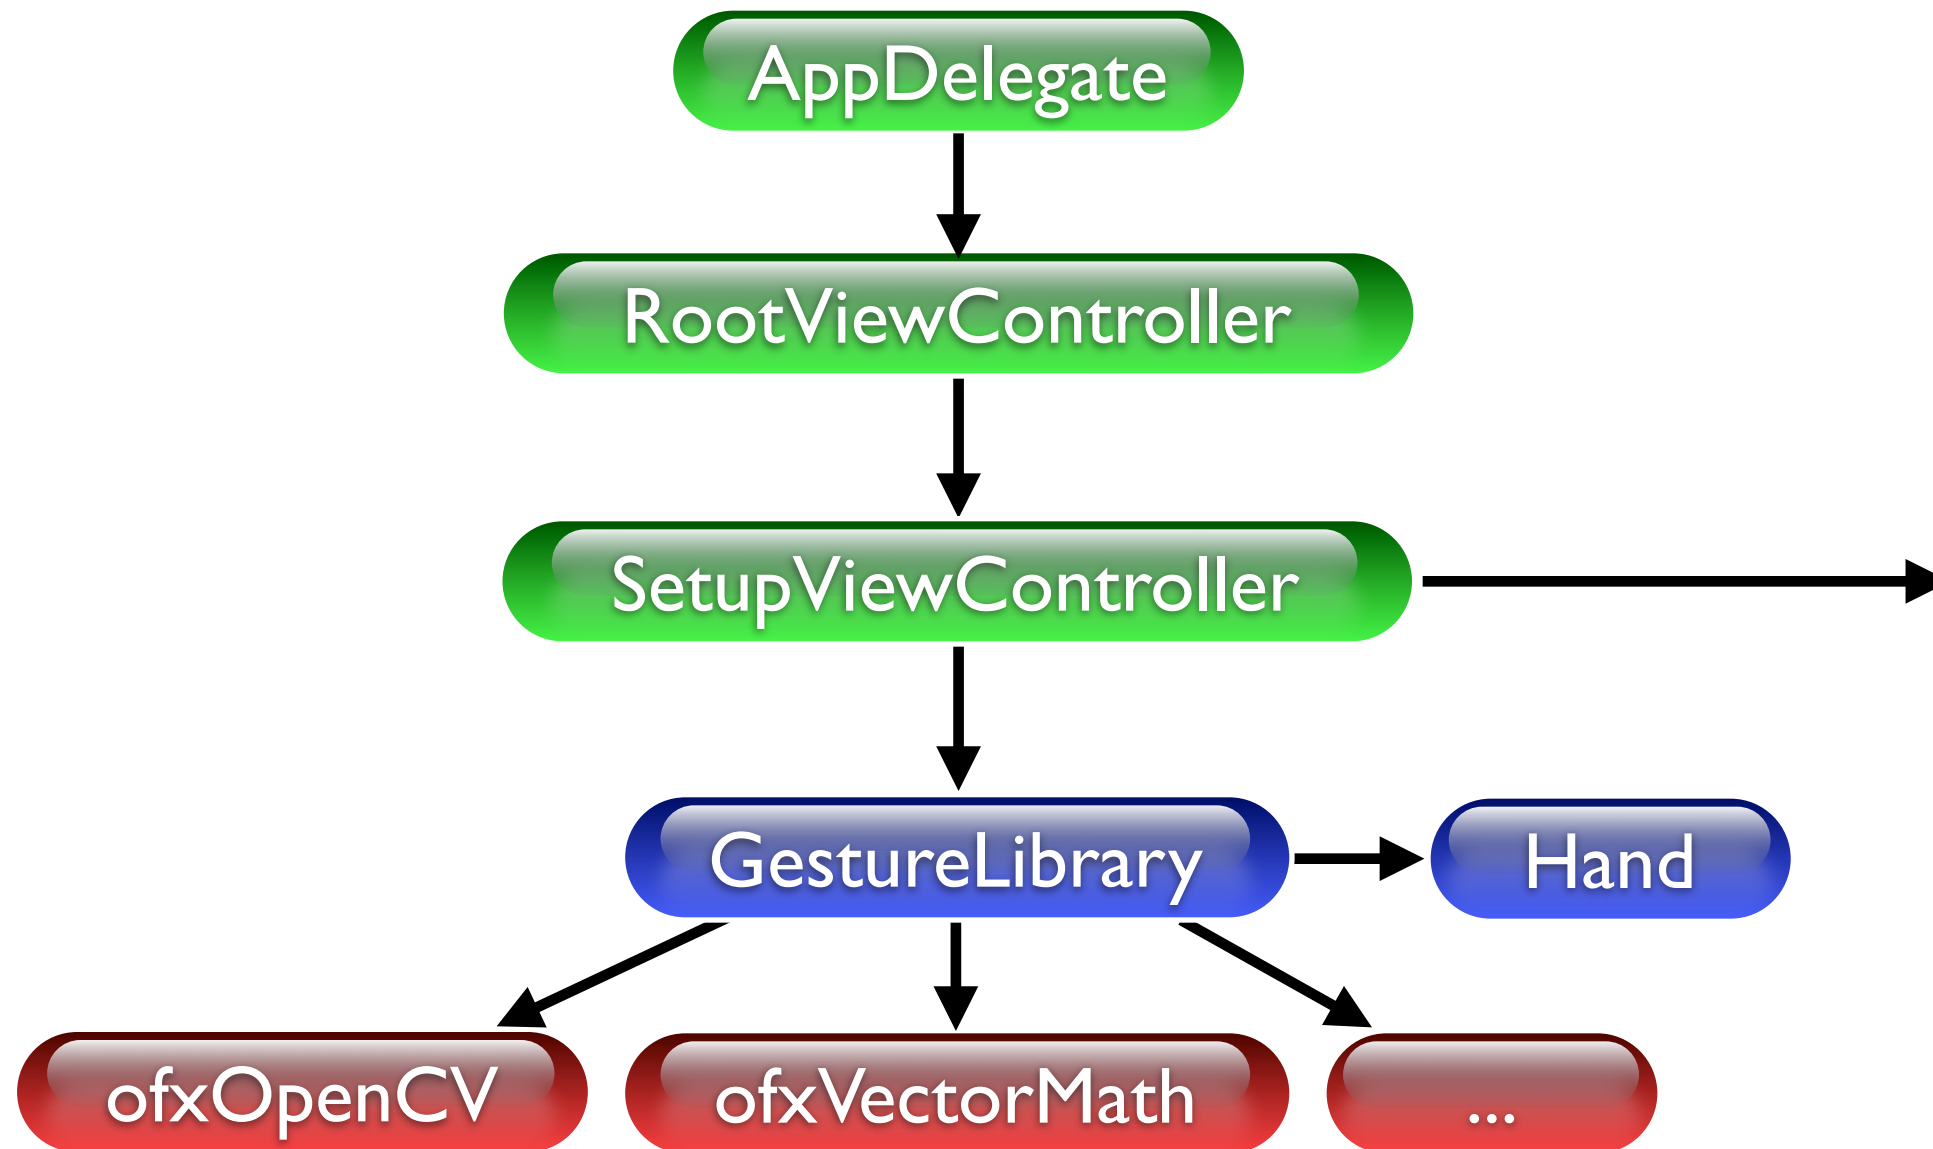 AppDelegate
RootViewController
SetupViewController
GestureLibrary
Hand
ofxOpenCV
ofxVectorMath
...